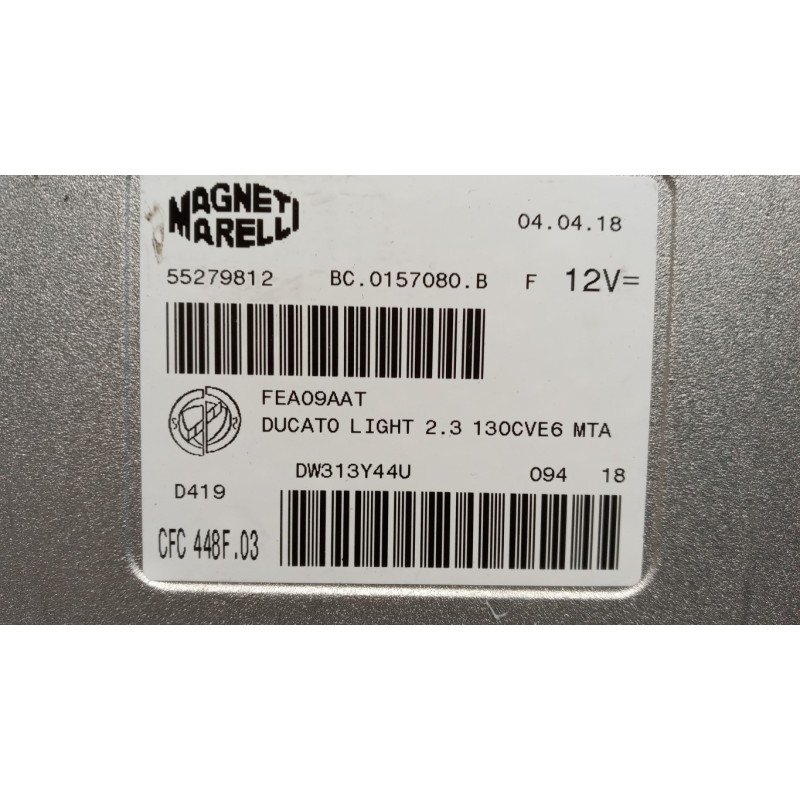 MAGNETI
MARELLI
04.04.18
55279812 BC.0157080.B F 12V=
FEA09AAT
DUCATO LIGHT 2.3 130CVE6 MTA
DW313Y44U 094 18
D419
CFC 448F.03